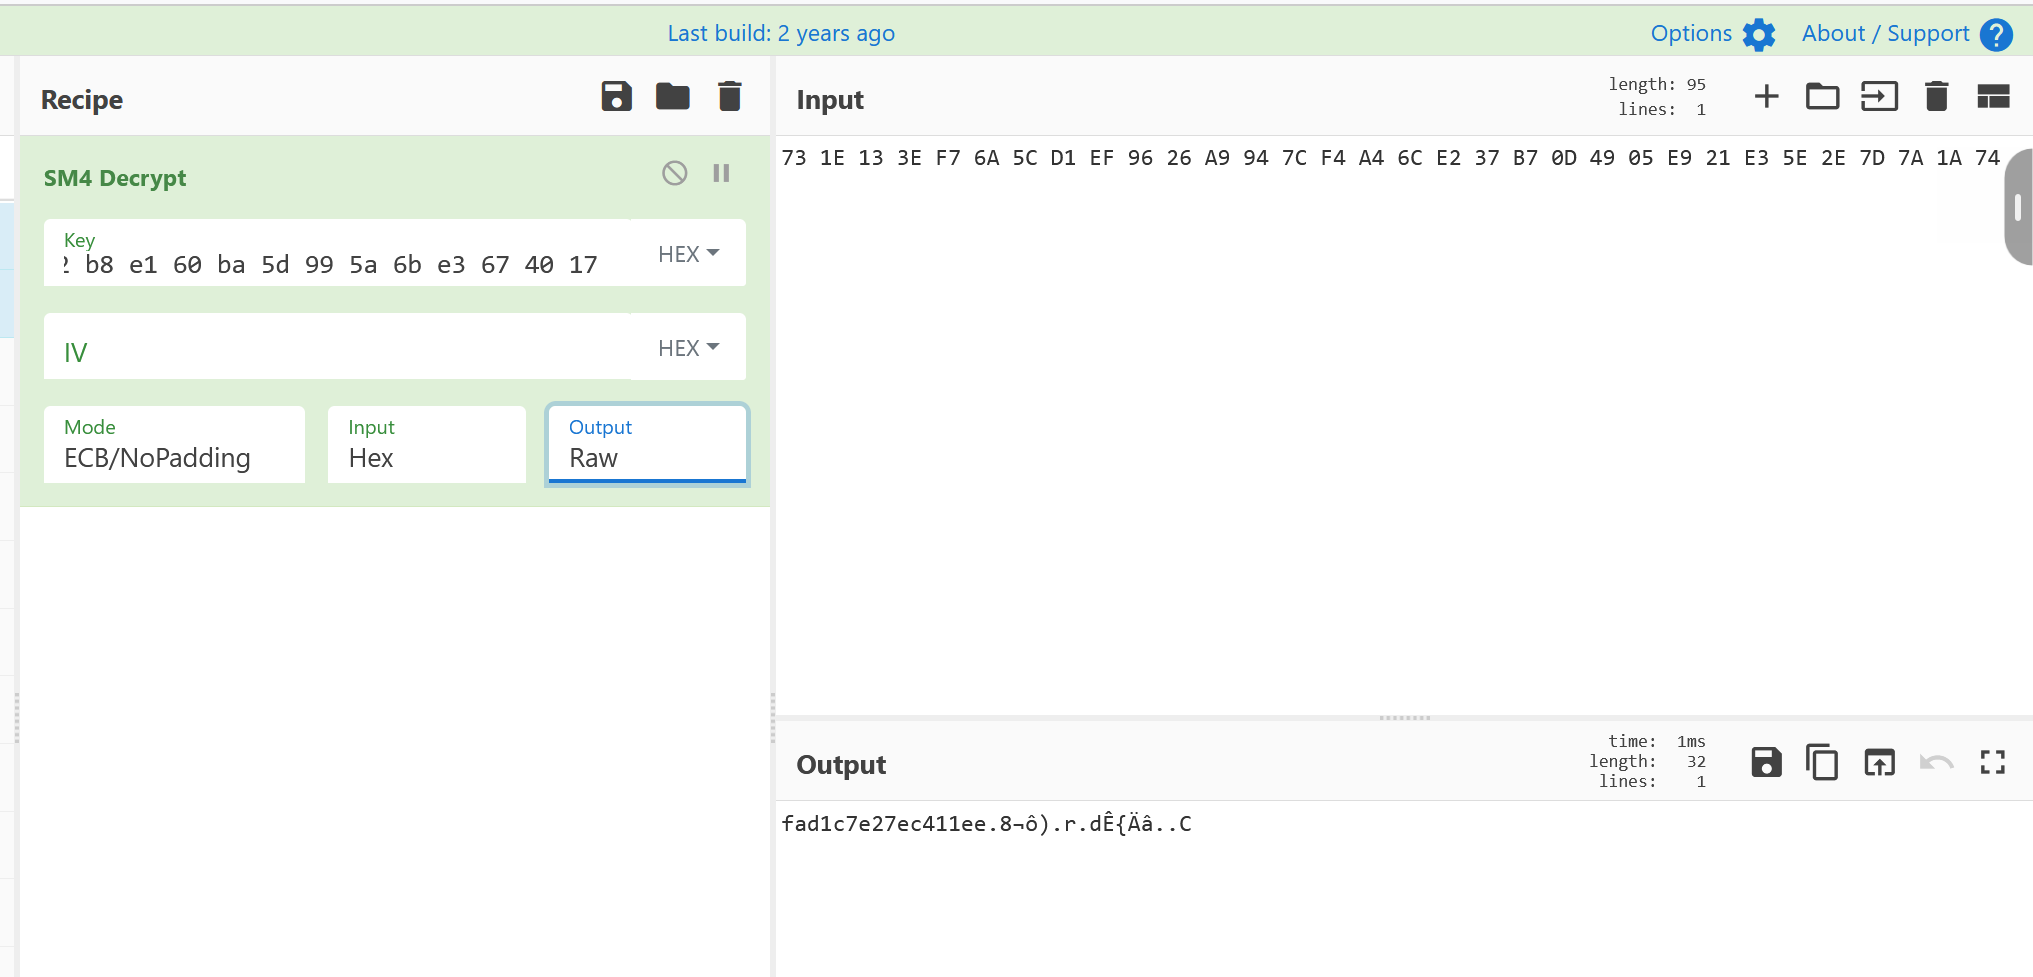 Last build: 2 years ago
Options
About / Support
Recipe
SM4 Decrypt
Key
b8 e1 60 ba 5d 99 5a 6b e3 67 40 17
HEX
IV
HEX
Mode
ECB/NoPadding
Input
Hex
Output
Raw
Input
length: 95
lines: 1
73 1E 13 3E F7 6A 5C D1 EF 96 26 A9 94 7C F4 A4 6C E2 37 B7 0D 49 05 E9 21 E3 5E 2E 7D 7A 1A 74
Output
time: 1ms
length: 32
lines: 1
fad1c7e27ec411ee.8¬ô).r.dÊ{Äâ..C